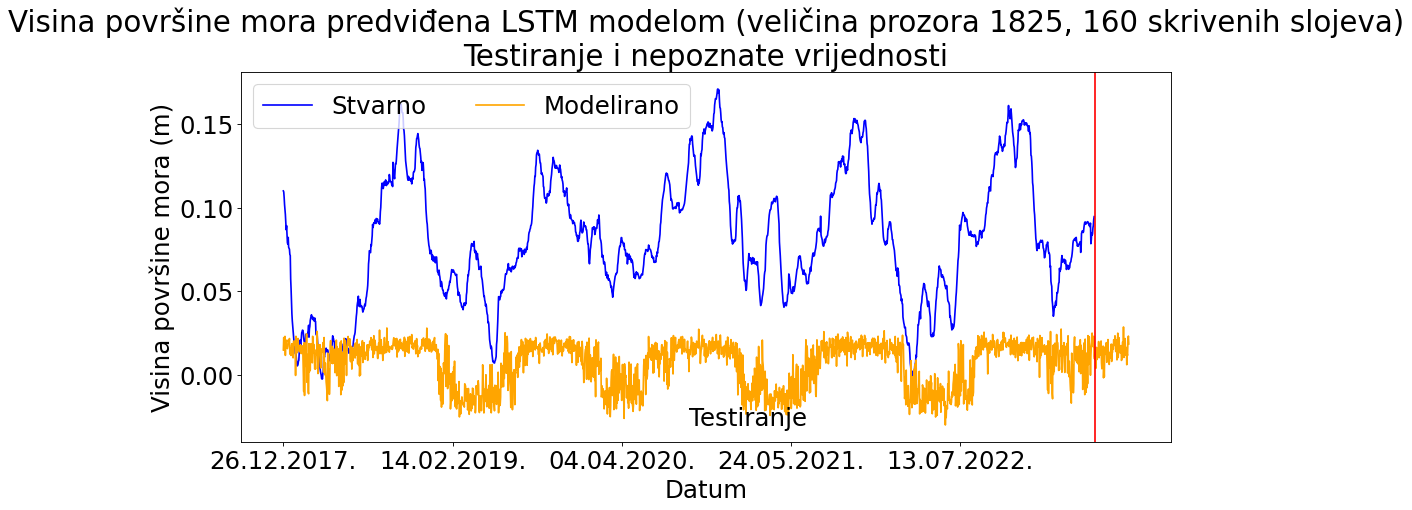 Visina površine mora predviđena LSTM modelom (veličina prozora 1825, 160 skrivenih slojeva)
Testiranje i nepoznate vrijednosti
Stvarno
Modelirano
Visina površine mora (m)
0.15
0.10
0.05
0.00
Testiranje
26.12.2017.
14.02.2019.
04.04.2020.
24.05.2021.
13.07.2022.
Datum